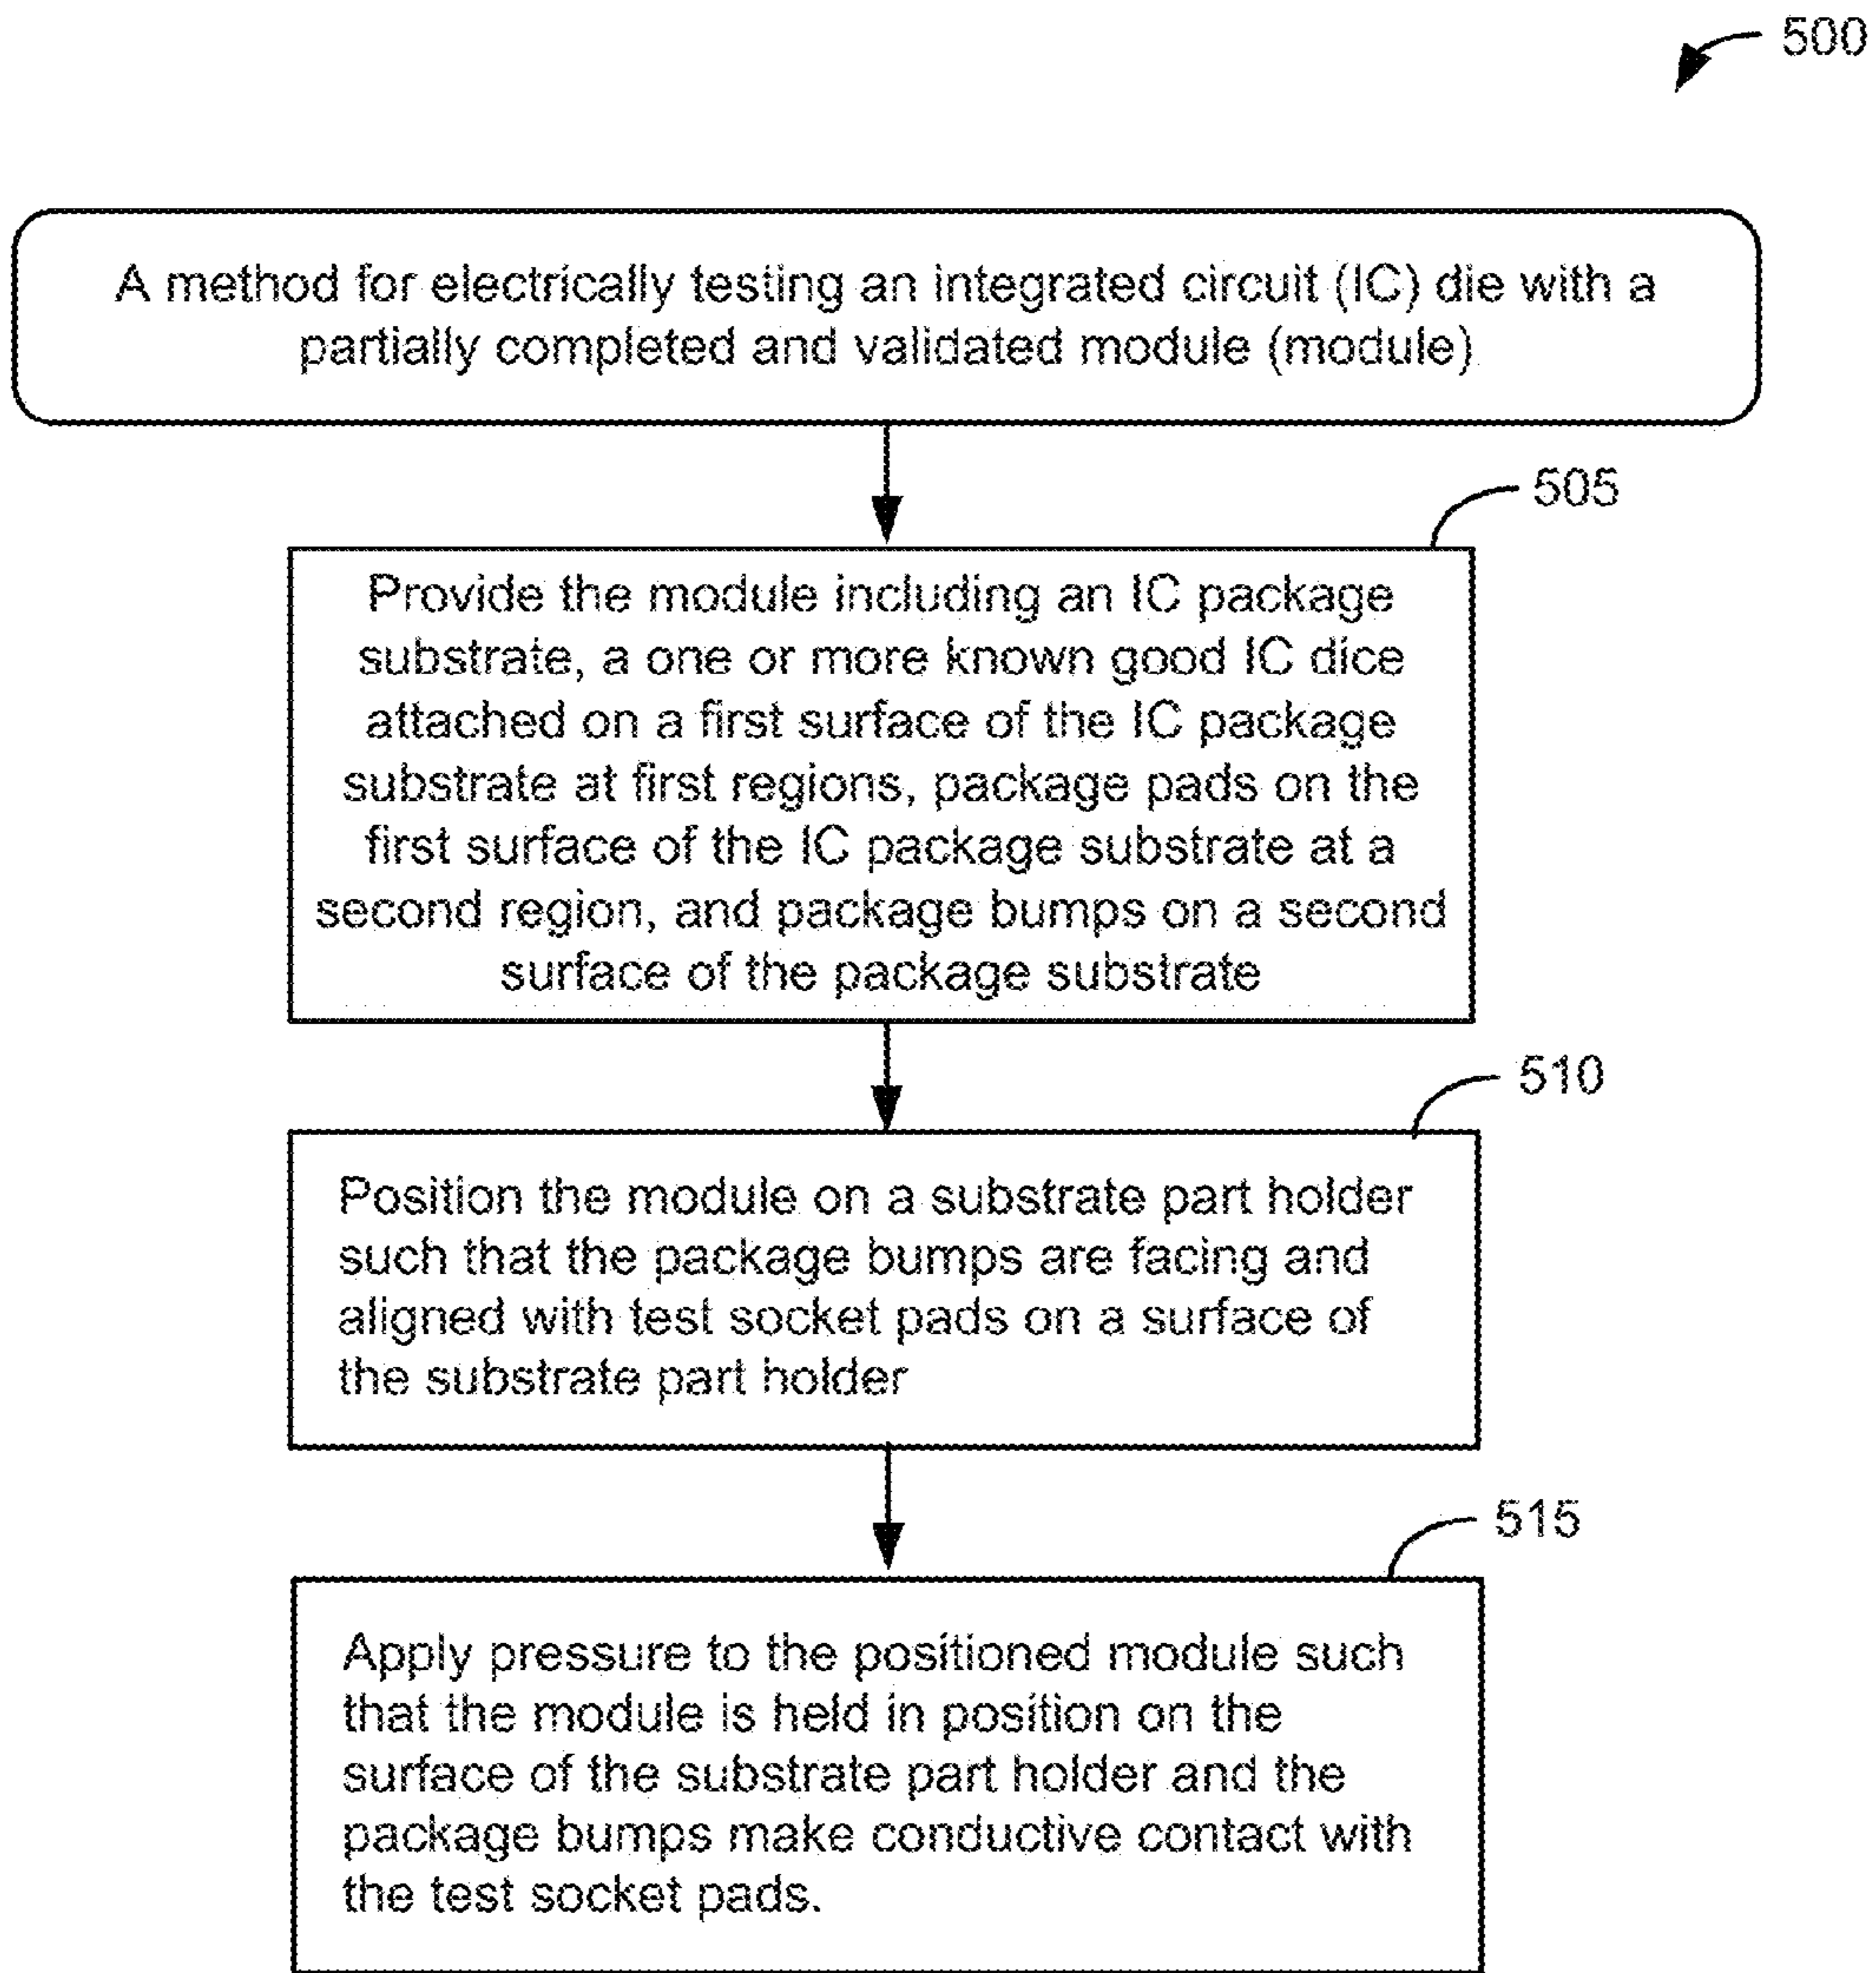 500
A method for electrically testing an integrated circuit (IC) die with a
partially completed and validated module (module)
505
Provide the module including an IC package
substrate, a one or more known good IC dice
attached on a first surface of the IC package
substrate at first regions, package pads on the
first surface of the IC package substrate at a
second region, and package bumps on a second
surface of the package substrate
510
Position the module on a substrate part holder
such that the package bumps are facing and
aligned with test socket pads on a surface of
the substrate part holder
515
Apply pressure to the positioned module such
that the module is held in position on the
surface of the substrate part holder and the
package bumps make conductive contact with
the test socket pads.